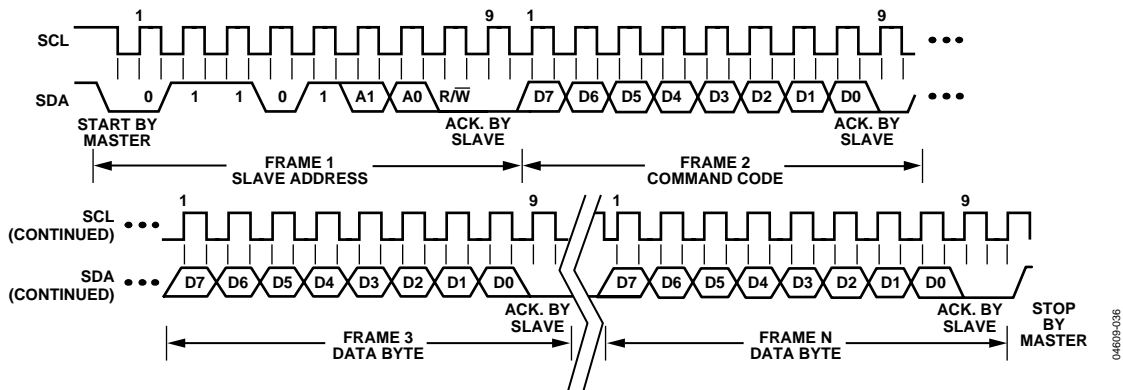 1 9 1 9
SCL
SDA 0 1 1 0 1 A1 A0 R/W̅ D7 D6 D5 D4 D3 D2 D1 D0
START BY MASTER
ACK. BY SLAVE
ACK. BY SLAVE
FRAME 1
SLAVE ADDRESS
FRAME 2
COMMAND CODE
1 9 1 9
SCL
(CONTINUED)
SDA
(CONTINUED)
D7 D6 D5 D4 D3 D2 D1 D0 D7 D6 D5 D4 D3 D2 D1 D0
ACK. BY SLAVE
ACK. BY SLAVE
STOP BY MASTER
FRAME 3
DATA BYTE
FRAME N
DATA BYTE
04609-036